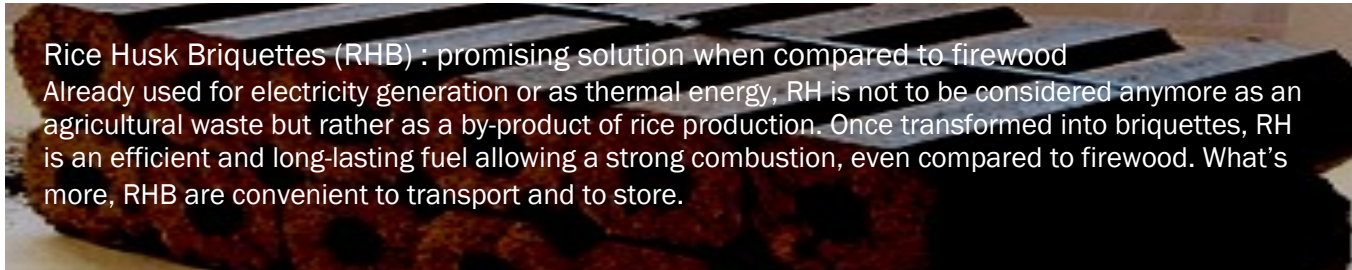 Rice Husk Briquettes (RHB) : promising solution when compared to firewood
Already used for electricity generation or as thermal energy, RH is not to be considered anymore as an
agricultural waste but rather as a by-product of rice production. Once transformed into briquettes, RH
is an efficient and long-lasting fuel allowing a strong combustion, even compared to firewood. What’s
more, RHB are convenient to transport and to store.